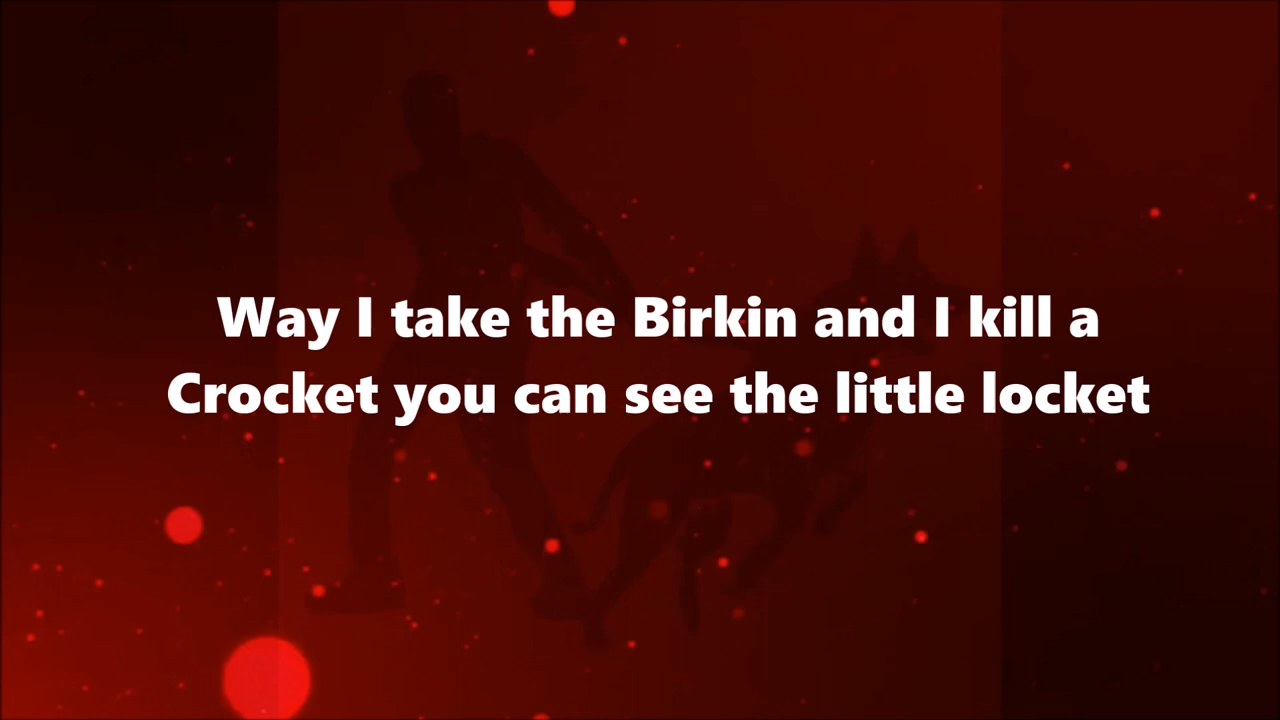 Way I take the Birkin and I kill a
Crocket you can see the little locket